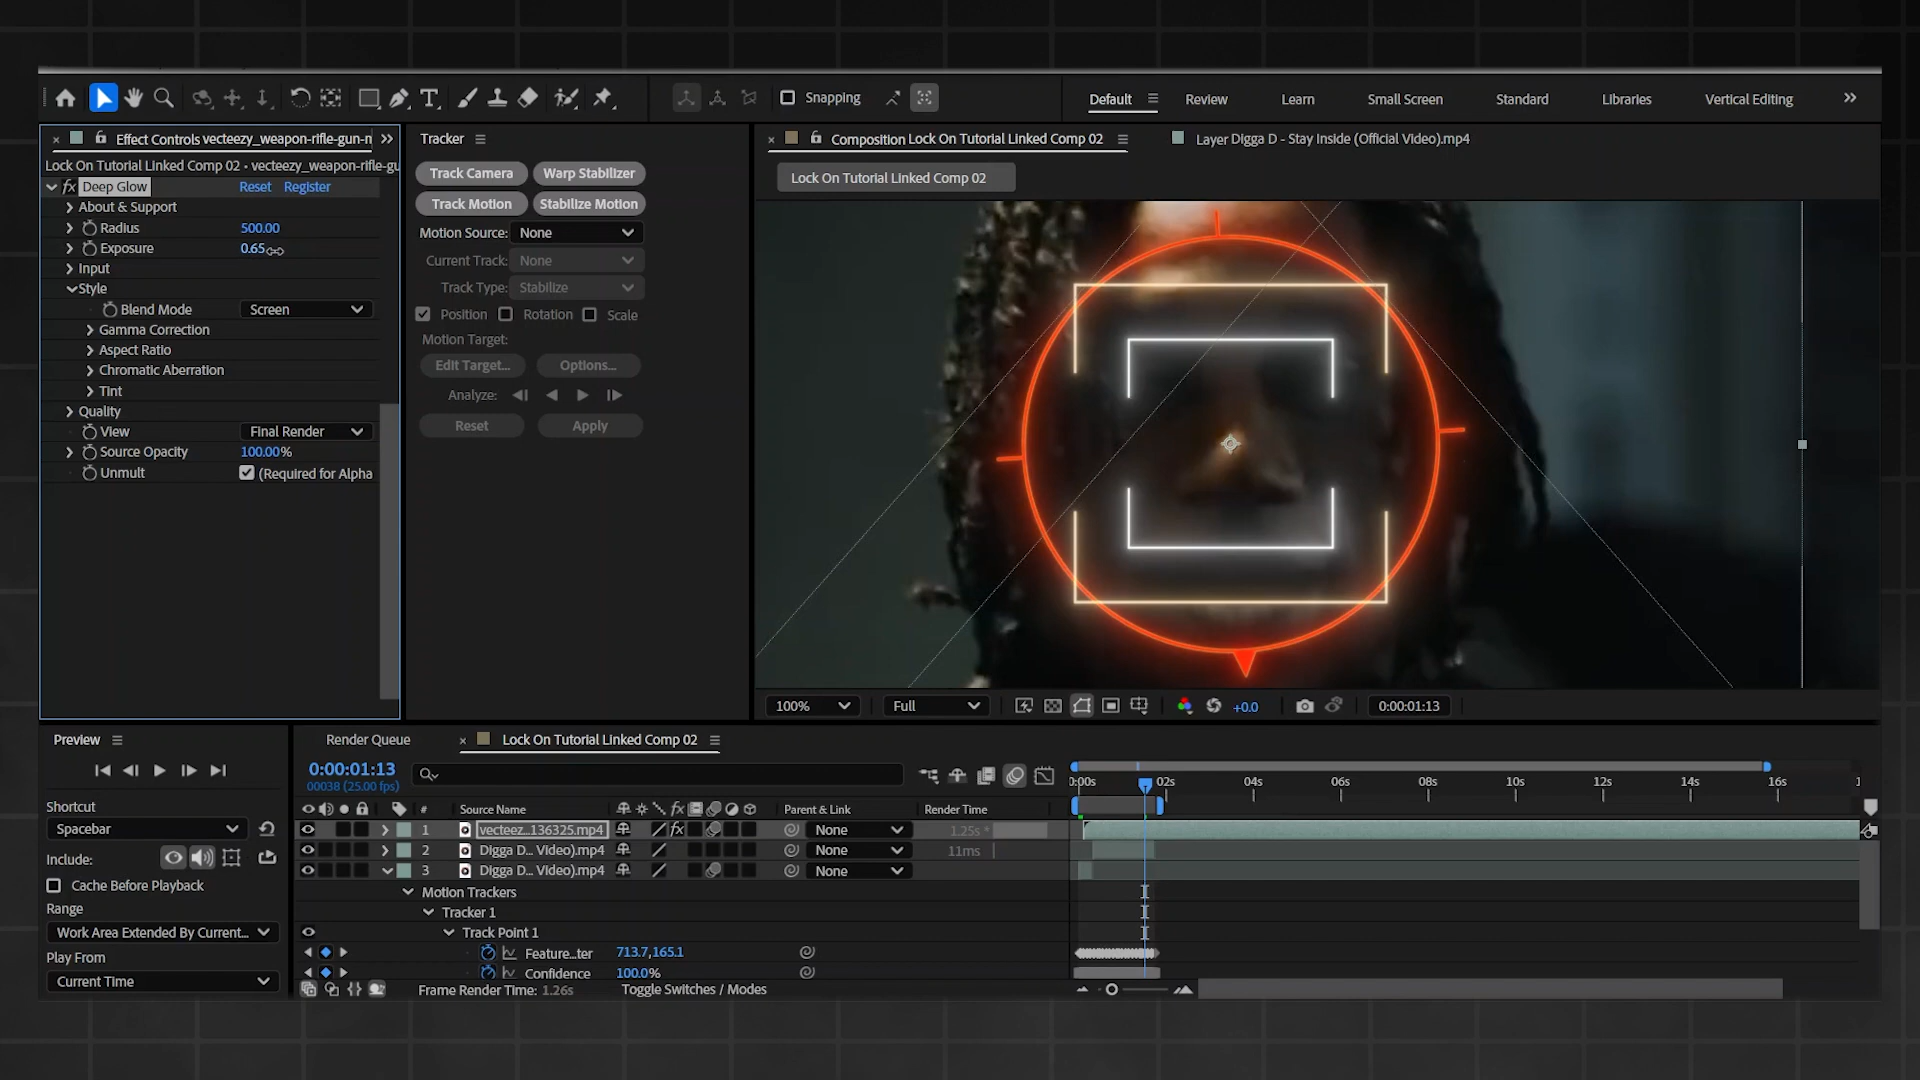 Snapping
Default
Review
Learn
Small Screen
Standard
Libraries
Vertical Editing
Effect Controls vecteezy_weapon-rifle-gun-n
Lock On Tutorial Linked Comp 02 • vecteezy_weapon-rifle-gu
fx Deep Glow
Reset
Register
About & Support
Radius
500.00
Exposure
0.65
Input
Style
Blend Mode
Screen
Gamma Correction
Aspect Ratio
Chromatic Aberration
Tint
Quality
View
Final Render
Source Opacity
100.00%
Unmult
(Required for Alpha
Tracker
Track Camera
Warp Stabilizer
Track Motion
Stabilize Motion
Motion Source:
None
Current Track:
None
Track Type:
Stabilize
Position
Rotation
Scale
Motion Target:
Edit Target...
Options...
Analyze:
Reset
Apply
Composition Lock On Tutorial Linked Comp 02
Layer Digga D - Stay Inside (Official Video).mp4
Lock On Tutorial Linked Comp 02
100%
Full
+0.0
0:00:01:13
Preview
Shortcut
Spacebar
Include:
Cache Before Playback
Range
Work Area Extended By Current...
Play From
Current Time
Render Queue
Lock On Tutorial Linked Comp 02
0:00:01:13
00038 (25.00 fps)
#
Source Name
fx
Parent & Link
Render Time
1
vecteez...136325.mp4
fx
None
1.25s *
2
Digga D... Video).mp4
None
11ms
3
Digga D... Video).mp4
None
Motion Trackers
Tracker 1
Track Point 1
Feature...ter
713.7,165.1
Confidence
100.0%
Frame Render Time: 1.26s
Toggle Switches / Modes
0:00s
02s
04s
06s
08s
10s
12s
14s
16s